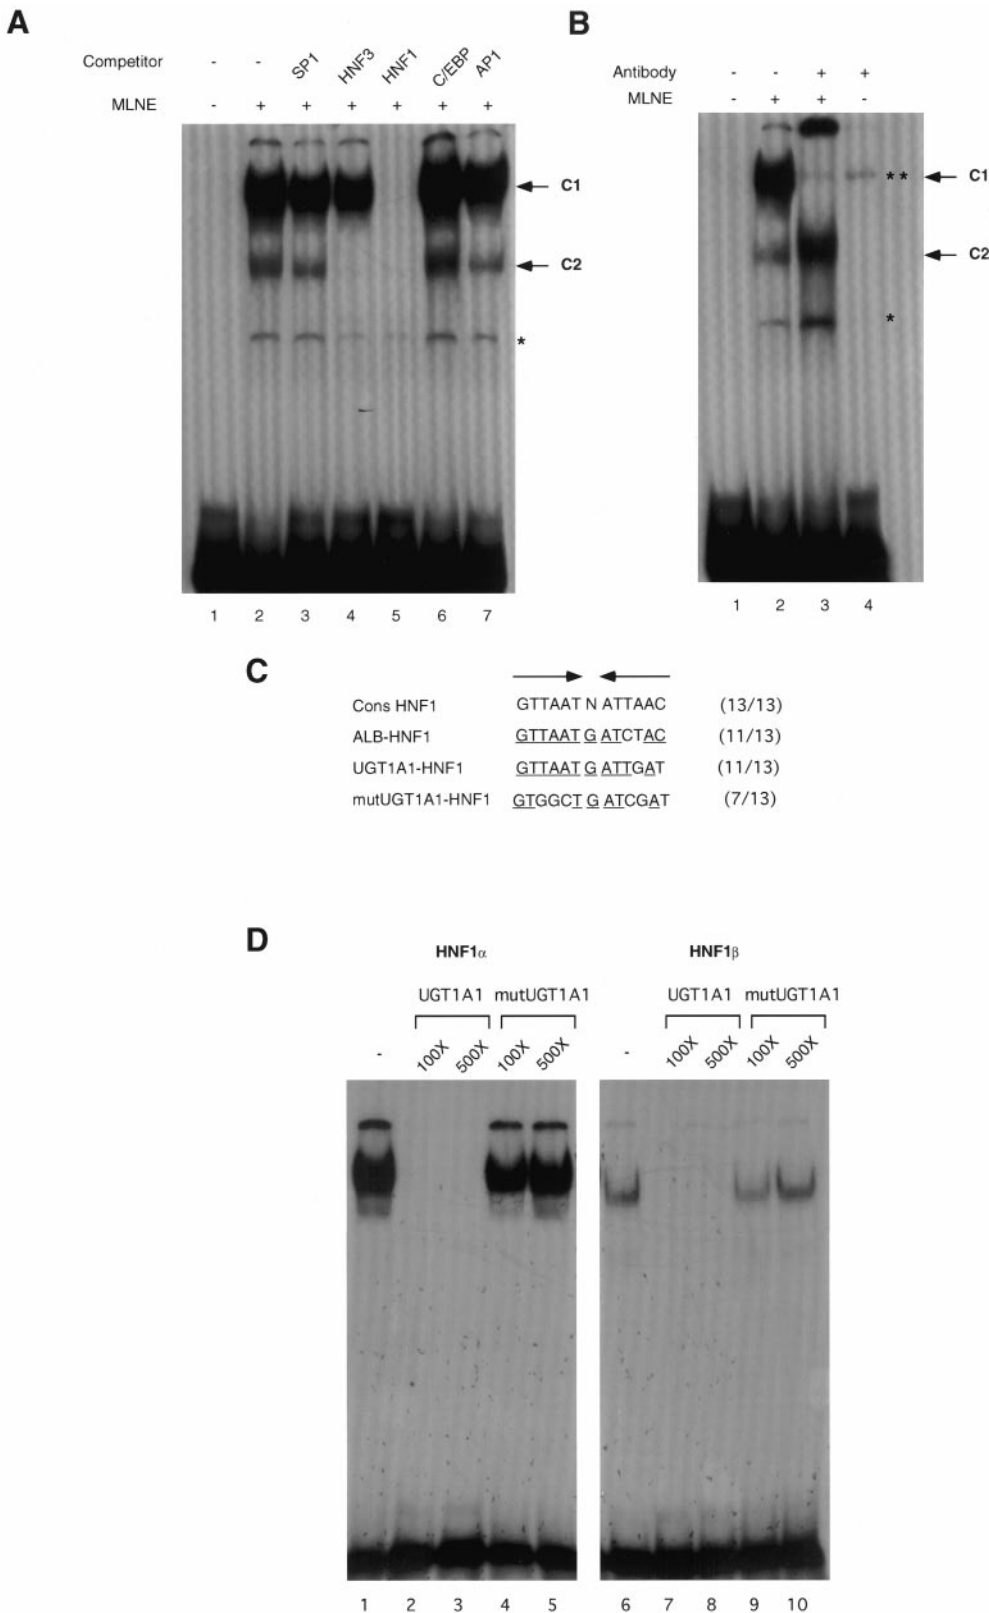 A
Competitor - - SP1 HNF3 HNF1 C/EBP AP1
MLNE - + + + + + +
C1
C2
*
1 2 3 4 5 6 7
B
Antibody - - + +
MLNE - + + -
** C1
C2
*
1 2 3 4
C
Cons HNF1 GTTAAT N ATTAAC (13/13)
ALB-HNF1 GTTAAT G ATCTAC (11/13)
UGT1A1-HNF1 GTTAAT G ATTGAT (11/13)
mutUGT1A1-HNF1 GTGGCT G ATCGAT (7/13)
D
HNF1α HNF1β
UGT1A1 mutUGT1A1 UGT1A1 mutUGT1A1
- 100X 500X 100X 500X - 100X 500X 100X 500X
1 2 3 4 5 6 7 8 9 10